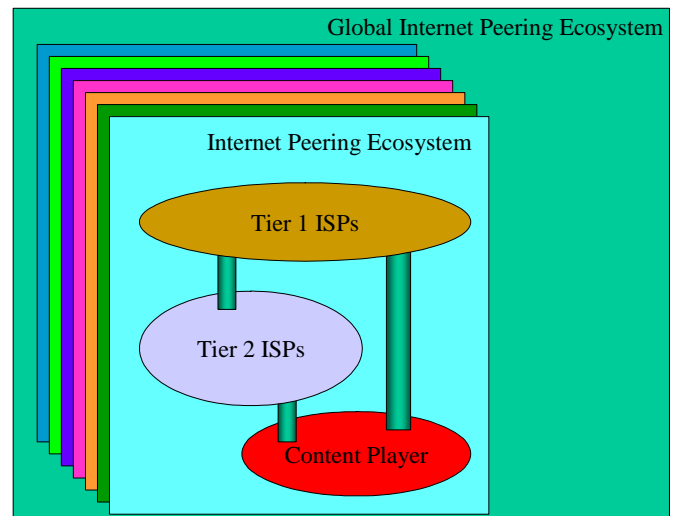 Global Internet Peering Ecosystem
Internet Peering Ecosystem
Tier 1 ISPs
Tier 2 ISPs
Content Player